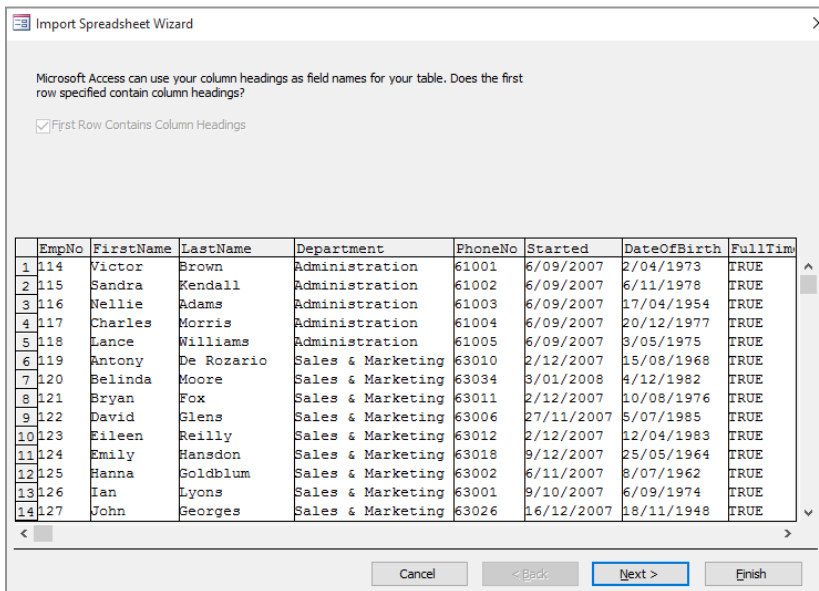 Import Spreadsheet Wizard
Microsoft Access can use your column headings as field names for your table. Does the first
row specified contain column headings?
First Row Contains Column Headings
EmpNo FirstName LastName Department PhoneNo Started DateOfBirth FullTim
1 114 Victor Brown Administration 61001 6/09/2007 2/04/1973 TRUE
2 115 Sandra Kendall Administration 61002 6/09/2007 6/11/1978 TRUE
3 116 Nellie Adams Administration 61003 6/09/2007 17/04/1954 TRUE
4 117 Charles Morris Administration 61004 6/09/2007 20/12/1977 TRUE
5 118 Lance Williams Administration 61005 6/09/2007 3/05/1975 TRUE
6 119 Antony De Rozario Sales & Marketing 63010 2/12/2007 15/08/1968 TRUE
7 120 Belinda Moore Sales & Marketing 63034 3/01/2008 4/12/1982 TRUE
8 121 Bryan Fox Sales & Marketing 63011 2/12/2007 10/08/1976 TRUE
9 122 David Glens Sales & Marketing 63006 27/11/2007 5/07/1985 TRUE
10 123 Eileen Reilly Sales & Marketing 63012 2/12/2007 12/04/1983 TRUE
11 124 Emily Hansdon Sales & Marketing 63018 9/12/2007 25/05/1964 TRUE
12 125 Hanna Goldblum Sales & Marketing 63002 6/11/2007 8/07/1962 TRUE
13 126 Ian Lyons Sales & Marketing 63001 9/10/2007 6/09/1974 TRUE
14 127 John Georges Sales & Marketing 63026 16/12/2007 18/11/1948 TRUE
Cancel < Back Next > Finish